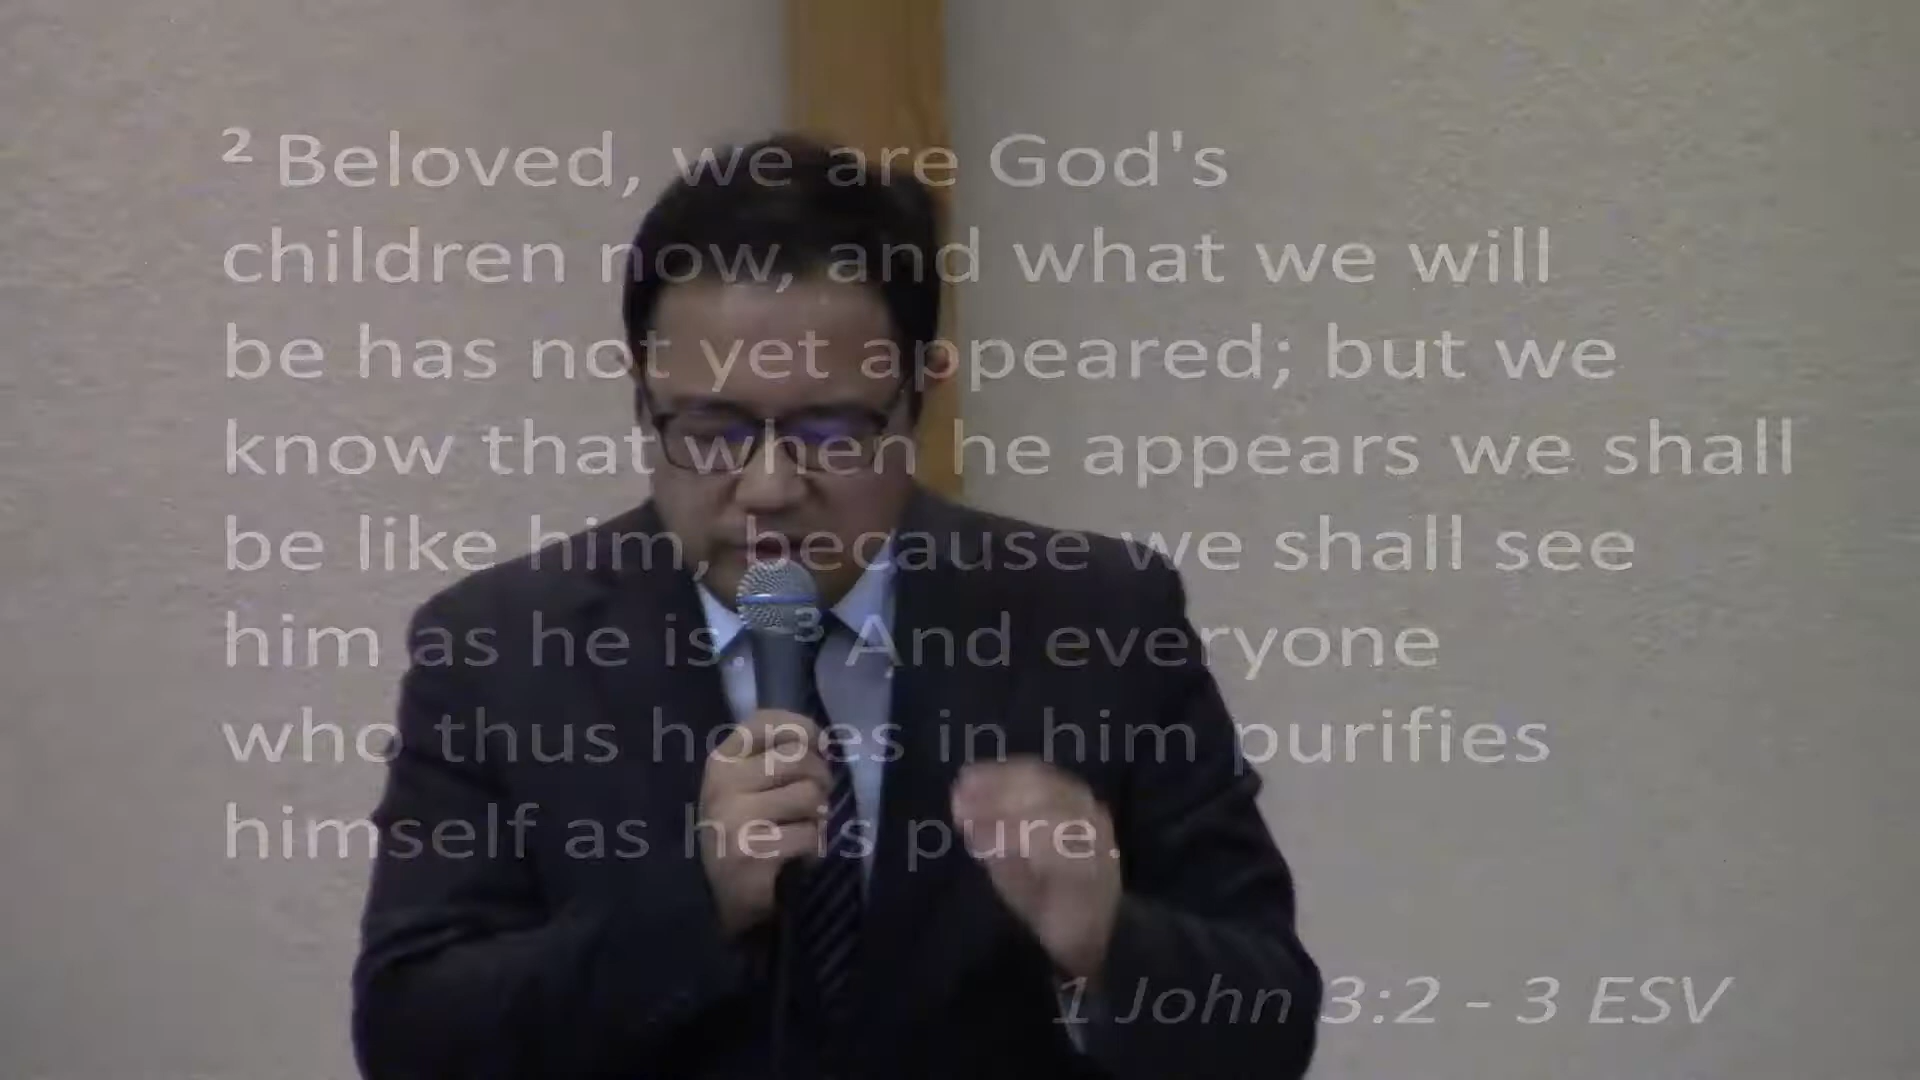 ² Beloved, we are God's
children now, and what we will
be has not yet appeared; but we
know that when he appears we shall
be like him, because we shall see
him as he is. ³ And everyone
who thus hopes in him purifies
himself as he is pure.
1 John 3:2 - 3 ESV